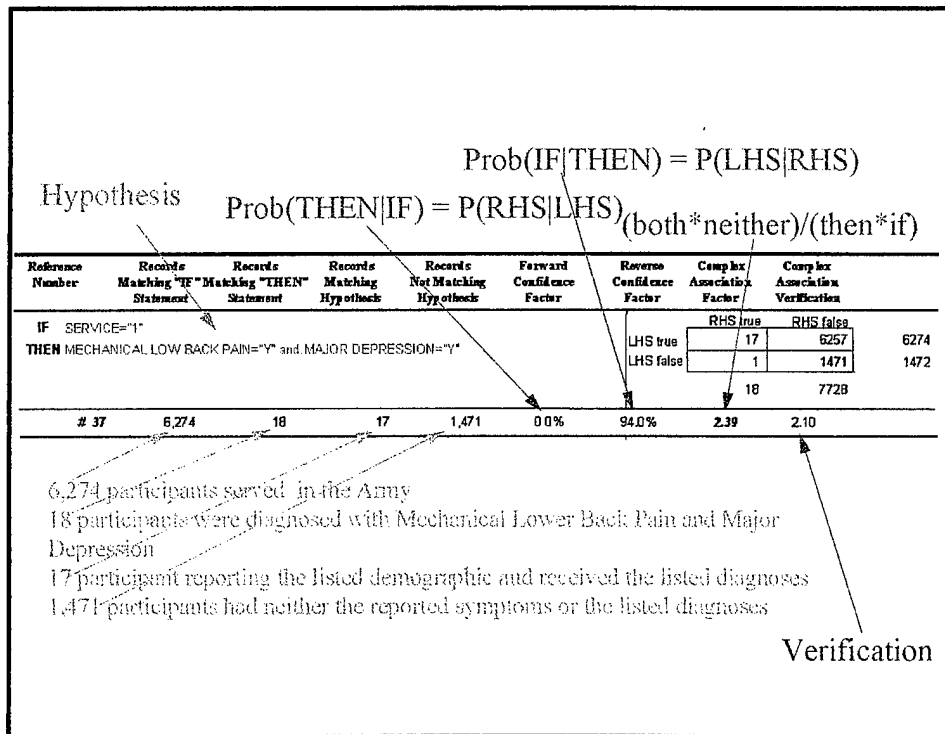 Prob(IF|THEN) = P(LHS|RHS)
Hypothesis
Prob(THEN|IF) = P(RHS|LHS)
(both*neither)/(then*if)
Reference Number
Records Matching "IF" Statement
Records Matching "THEN" Statement
Records Matching Hypothesis
Records Not Matching Hypothesis
Forward Confidence Factor
Reverse Confidence Factor
Complex Association Factor
Complex Association Verification
IF SERVICE="1"
THEN MECHANICAL LOW BACK PAIN="Y" and MAJOR DEPRESSION="Y"
RHS true RHS false
LHS true 17 6257 6274
LHS false 1 1471 1472
18 7728
# 37 6,274 18 17 1,471 0.0% 94.0% 2.39 2.10
6,274 participants served in the Army
18 participants were diagnosed with Mechanical Lower Back Pain and Major
Depression
17 participant reporting the listed demographic and received the listed diagnoses
1,471 participants had neither the reported symptoms or the listed diagnoses
Verification